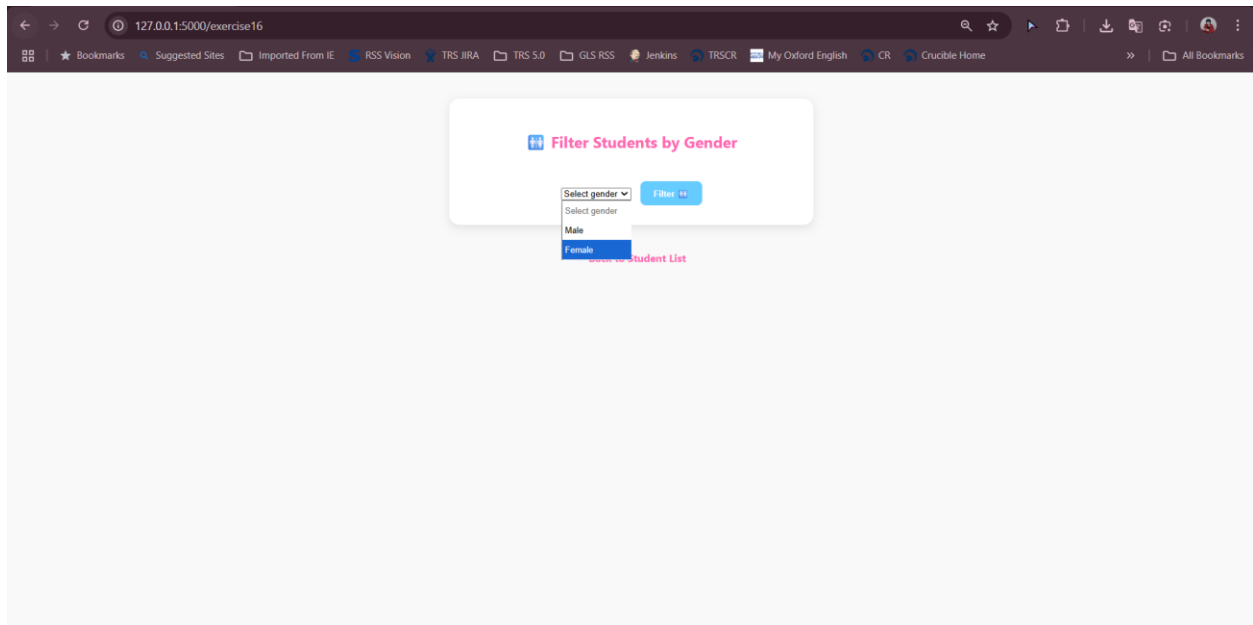 127.0.0.1:5000/exercise16
Bookmarks Suggested Sites Imported From IE RSS Vision TRS JIRA TRS 5.0 GLS RSS Jenkins TRSCR My Oxford English CR Crucible Home » All Bookmarks
Filter Students by Gender
Select gender Filter
Select gender
Male
Female
to Student List